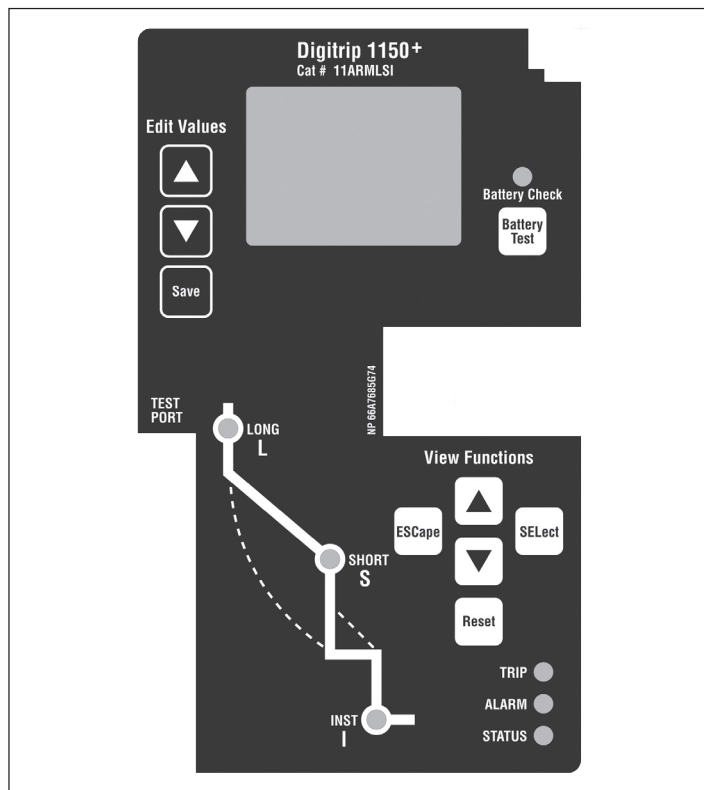 Digitrip 1150+
Cat # 11ARMLSI
Edit Values
Save
Battery Check
Battery
Test
NP 66A7685G74
TEST
PORT
LONG
L
SHORT
S
INST
I
View Functions
ESCape
SELect
Reset
TRIP
ALARM
STATUS